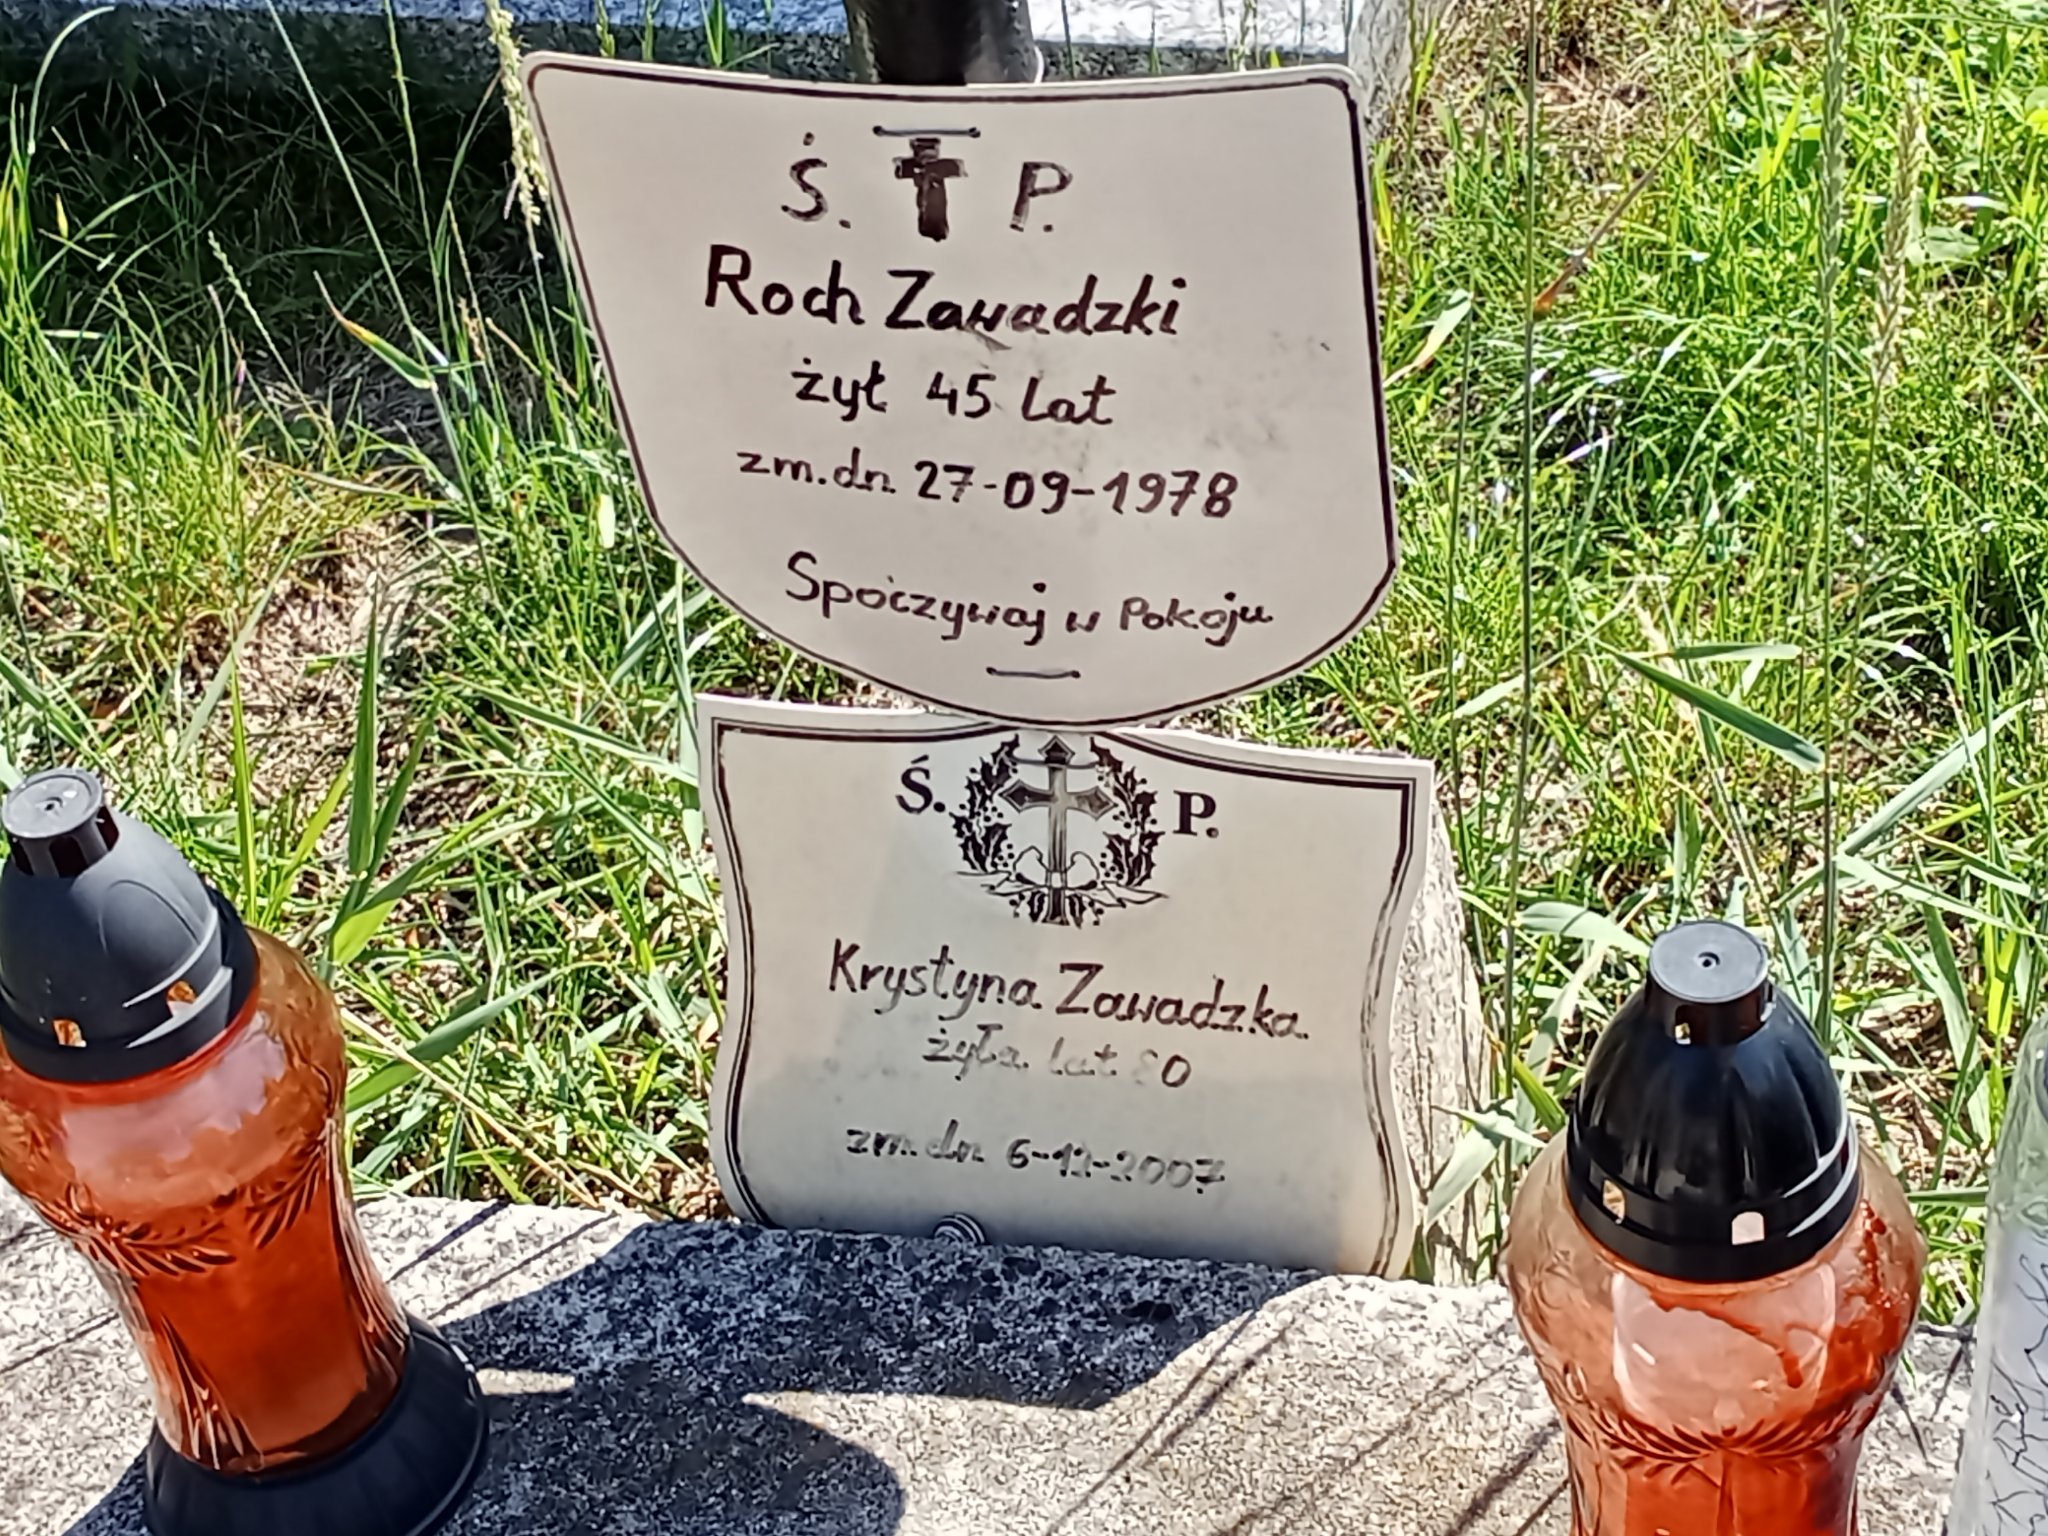 Ś. P.
Roch Zawadzki
żył 45 lat
zm. dn. 27-09-1978
Spoczywaj w Pokoju
Ś. P.
Krystyna Zawadzka
żyła lat 80
zm. dn. 6-12-2007